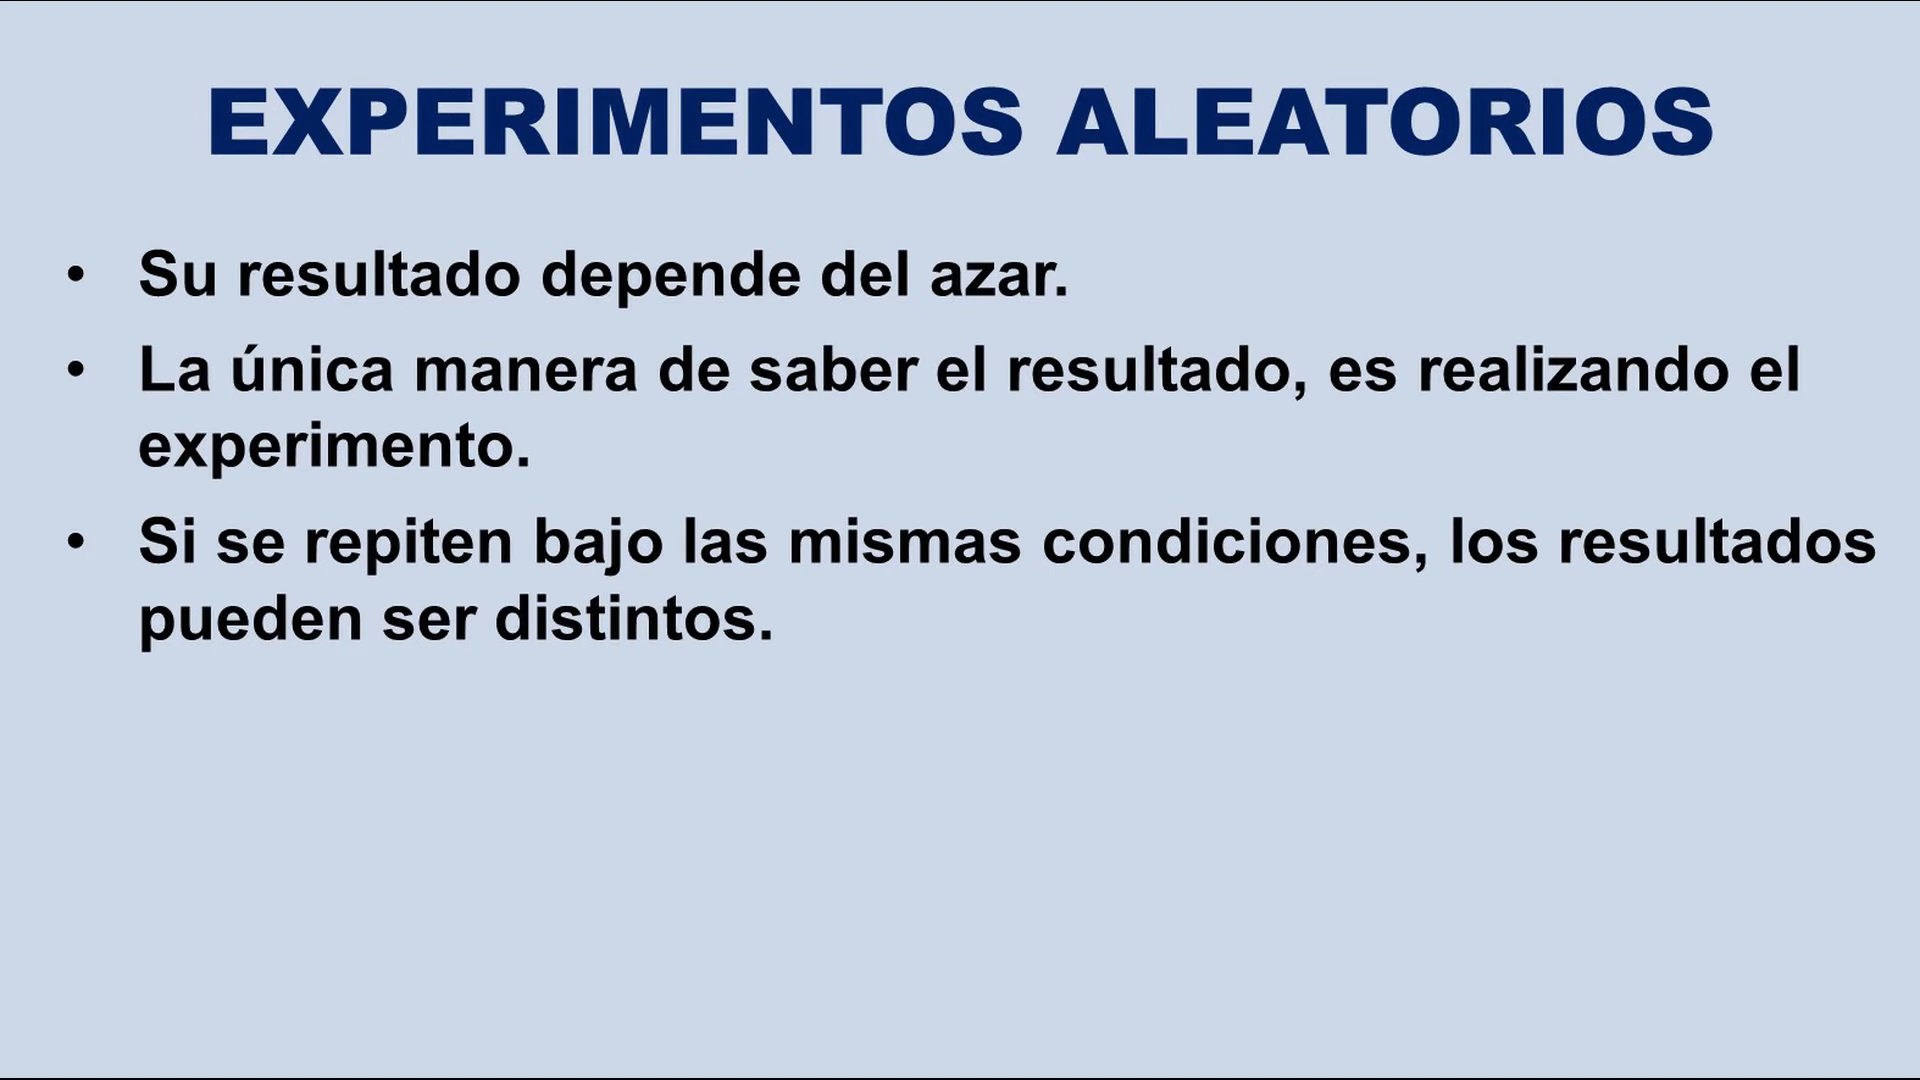 EXPERIMENTOS ALEATORIOS
• Su resultado depende del azar.
• La única manera de saber el resultado, es realizando el
experimento.
• Si se repiten bajo las mismas condiciones, los resultados
pueden ser distintos.